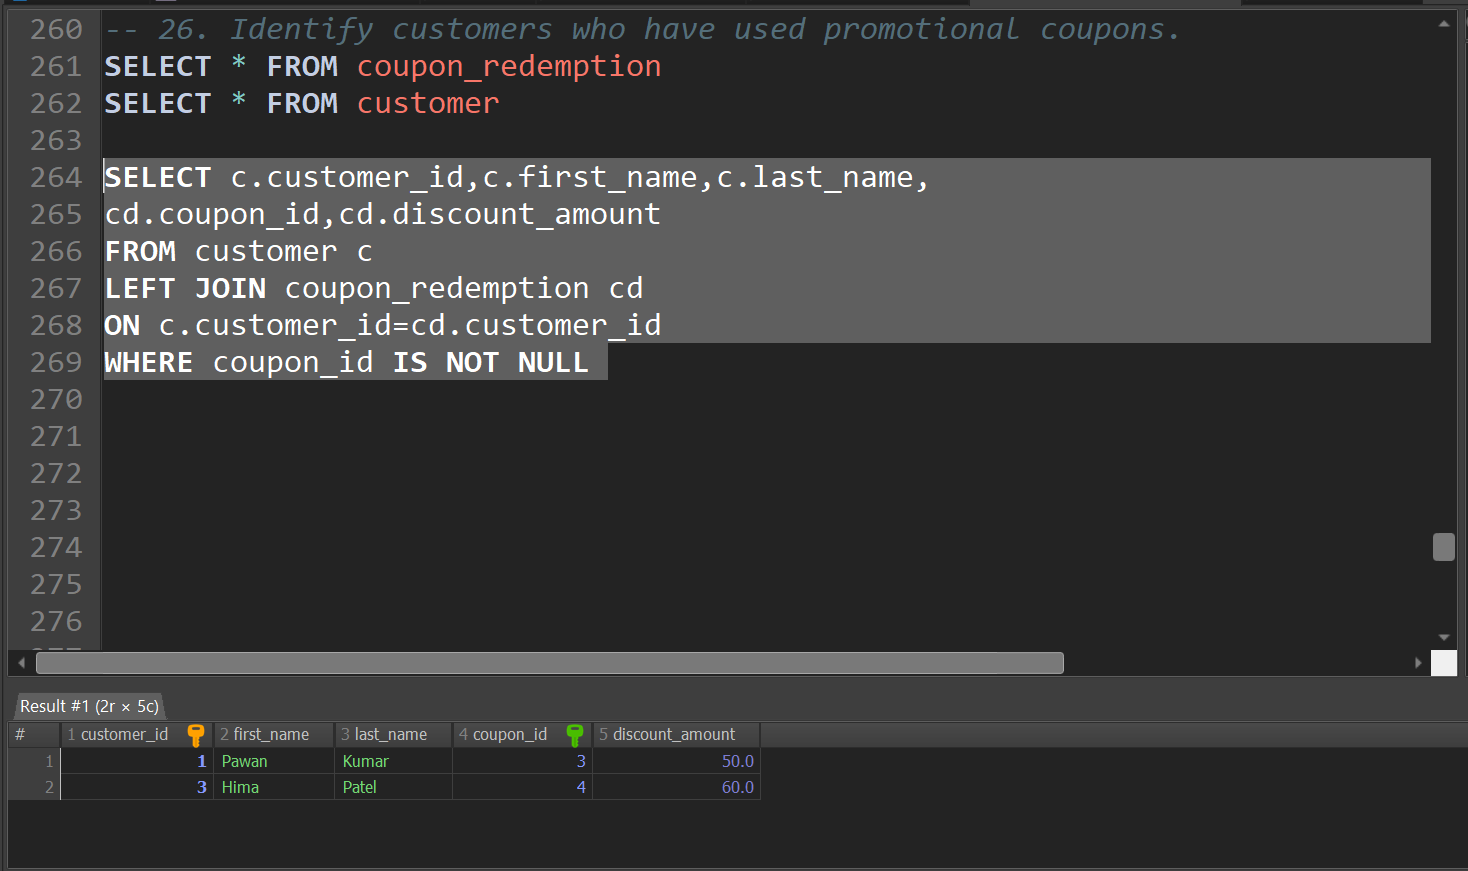 260 -- 26. Identify customers who have used promotional coupons.
261 SELECT * FROM coupon_redemption
262 SELECT * FROM customer
263
264 SELECT c.customer_id,c.first_name,c.last_name,
265 cd.coupon_id,cd.discount_amount
266 FROM customer c
267 LEFT JOIN coupon_redemption cd
268 ON c.customer_id=cd.customer_id
269 WHERE coupon_id IS NOT NULL
270
271
272
273
274
275
276
Result #1 (2r × 5c)
# 1 customer_id 2 first_name 3 last_name 4 coupon_id 5 discount_amount
1 1 Pawan Kumar 3 50.0
2 3 Hima Patel 4 60.0